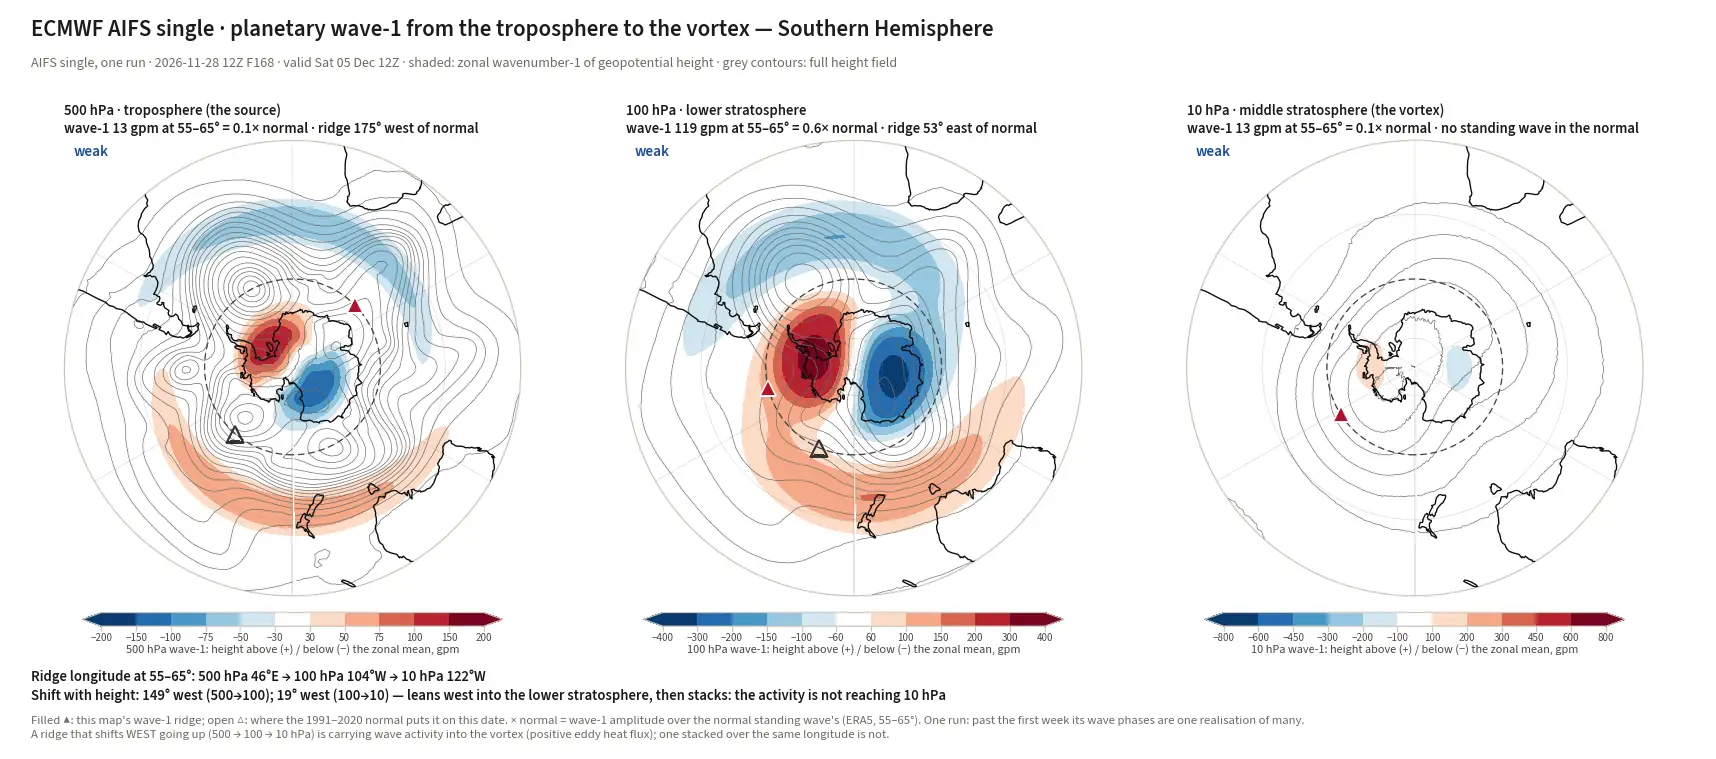 ECMWF AIFS single · planetary wave-1 from the troposphere to the vortex — Southern Hemisphere
AIFS single, one run · 2026-11-28 12Z F168 · valid Sat 05 Dec 12Z · shaded: zonal wavenumber-1 of geopotential height · grey contours: full height field
500 hPa · troposphere (the source)
wave-1 13 gpm at 55–65° = 0.1× normal · ridge 175° west of normal
weak
100 hPa · lower stratosphere
wave-1 119 gpm at 55–65° = 0.6× normal · ridge 53° east of normal
weak
10 hPa · middle stratosphere (the vortex)
wave-1 13 gpm at 55–65° = 0.1× normal · no standing wave in the normal
weak
−200 −150 −100 −75 −50 −30 30 50 75 100 150 200
500 hPa wave-1: height above (+) / below (−) the zonal mean, gpm
−400 −300 −200 −150 −100 −60 60 100 150 200 300 400
100 hPa wave-1: height above (+) / below (−) the zonal mean, gpm
−800 −600 −450 −300 −200 −100 100 200 300 450 600 800
10 hPa wave-1: height above (+) / below (−) the zonal mean, gpm
Ridge longitude at 55–65°: 500 hPa 46°E → 100 hPa 104°W → 10 hPa 122°W
Shift with height: 149° west (500→100); 19° west (100→10) — leans west into the lower stratosphere, then stacks: the activity is not reaching 10 hPa
Filled ▲: this map's wave-1 ridge; open △: where the 1991–2020 normal puts it on this date. × normal = wave-1 amplitude over the normal standing wave's (ERA5, 55–65°). One run: past the first week its wave phases are one realisation of many.
A ridge that shifts WEST going up (500 → 100 → 10 hPa) is carrying wave activity into the vortex (positive eddy heat flux); one stacked over the same longitude is not.